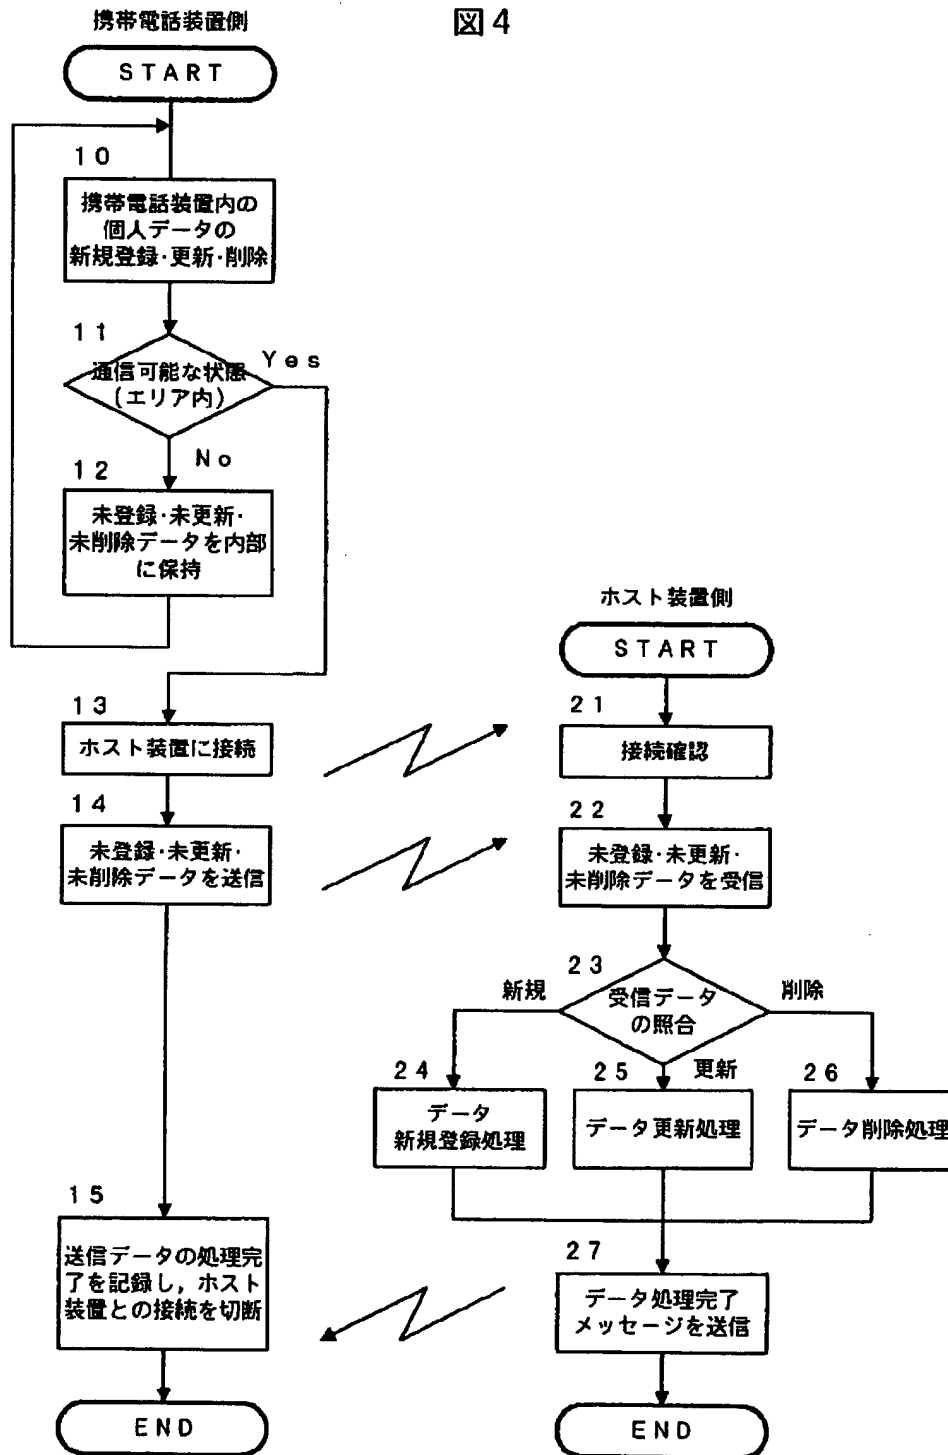 図4
携帯電話装置側
START
10
携帯電話装置内の
個人データの
新規登録・更新・削除
11
通信可能な状態
(エリア内)
Yes
No
12
未登録・未更新・
未削除データを内部
に保持
13
ホスト装置に接続
14
未登録・未更新・
未削除データを送信
15
送信データの処理完
了を記録し，ホスト
装置との接続を切断
END
ホスト装置側
START
21
接続確認
22
未登録・未更新・
未削除データを受信
23
受信データ
の照合
新規
更新
削除
24
データ
新規登録処理
25
データ更新処理
26
データ削除処理
27
データ処理完了
メッセージを送信
END